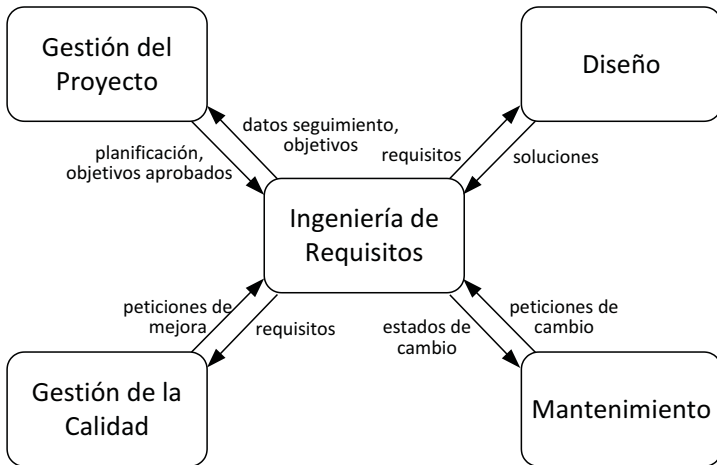 Gestión del
Proyecto
Diseño
datos seguimiento,
objetivos
planificación,
objetivos aprobados
requisitos
soluciones
Ingeniería de
Requisitos
peticiones de
mejora
requisitos
estados de
cambio
peticiones de
cambio
Gestión de la
Calidad
Mantenimiento